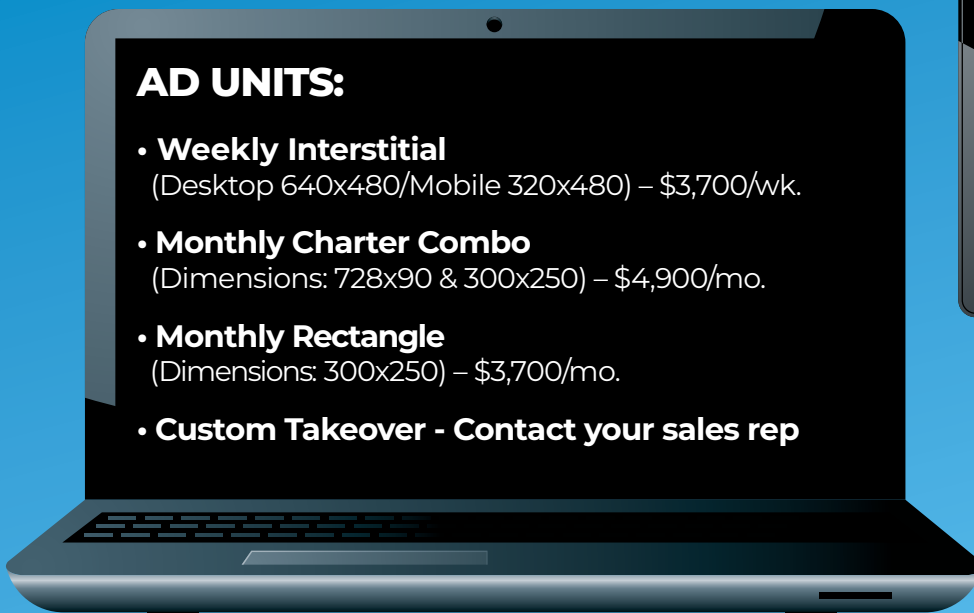 AD UNITS:
• Weekly Interstitial
(Desktop 640x480/Mobile 320x480) – $3,700/wk.
• Monthly Charter Combo
(Dimensions: 728x90 & 300x250) – $4,900/mo.
• Monthly Rectangle
(Dimensions: 300x250) – $3,700/mo.
• Custom Takeover - Contact your sales rep